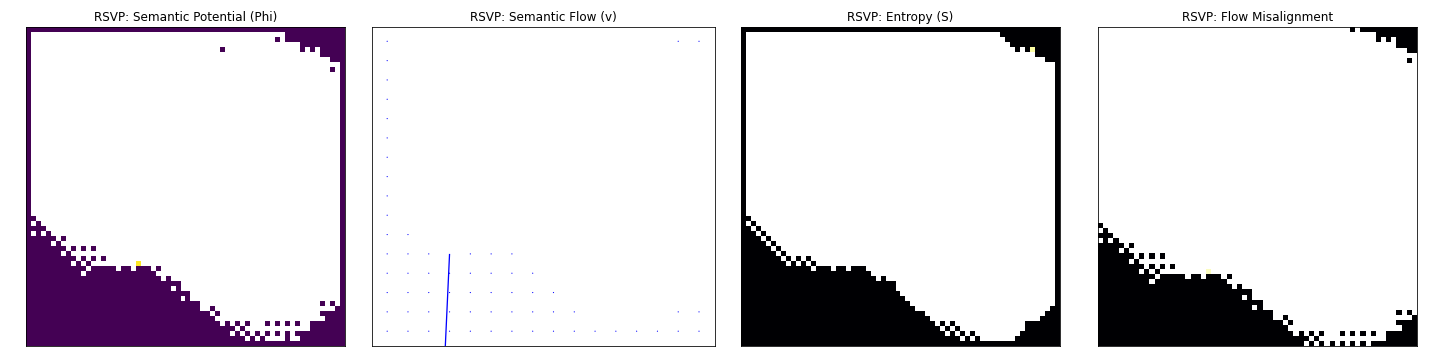 RSVP: Semantic Potential (Phi)
RSVP: Semantic Flow (v)
RSVP: Entropy (S)
RSVP: Flow Misalignment